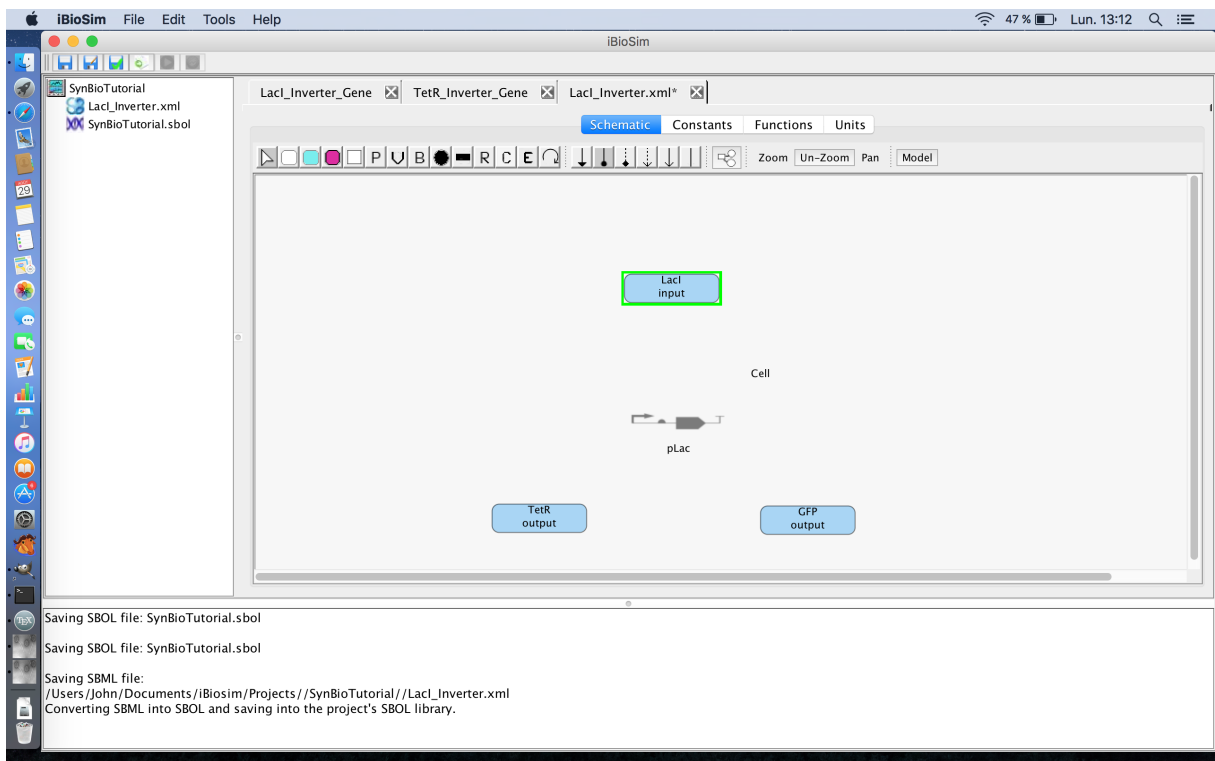 iBioSim File Edit Tools Help 47 % Lun. 13:12
iBioSim
SynBioTutorial
LacI_Inverter.xml
SynBioTutorial.sbol
LacI_Inverter_Gene TetR_Inverter_Gene LacI_Inverter.xml*
Schematic Constants Functions Units
P V B R C E Zoom Un-Zoom Pan Model
29
LacI
input
Cell
pLac
TetR
output
GFP
output
Saving SBOL file: SynBioTutorial.sbol
Saving SBOL file: SynBioTutorial.sbol
Saving SBML file:
/Users/John/Documents/iBiosim/Projects//SynBioTutorial//LacI_Inverter.xml
Converting SBML into SBOL and saving into the project's SBOL library.
TEX